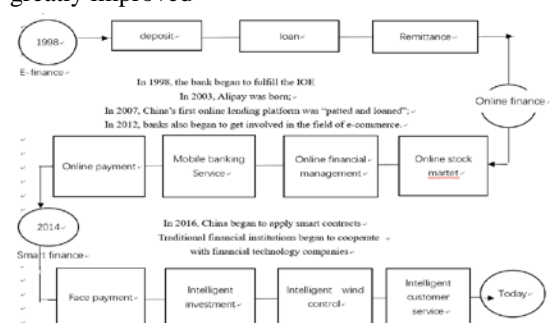 greatly improved
1998
deposit
loan
Remittance
E-finance
In 1998, the bank began to fulfill the IOE
In 2003, Alipay was born;
Online finance
In 2007, China's first online lending platform was "patted and loaned";
In 2012, banks also began to get involved in the field of e-commerce.
Online payment
Mobile banking
Service
Online financial
management
Online stock
martet
2014
In 2016, China began to apply smart contracts
Traditional financial institutions began to cooperate
with financial technology companies
Smart finance
Face payment
Intelligent
investment
Intelligent wind
control
Intelligent
customer
service
Today